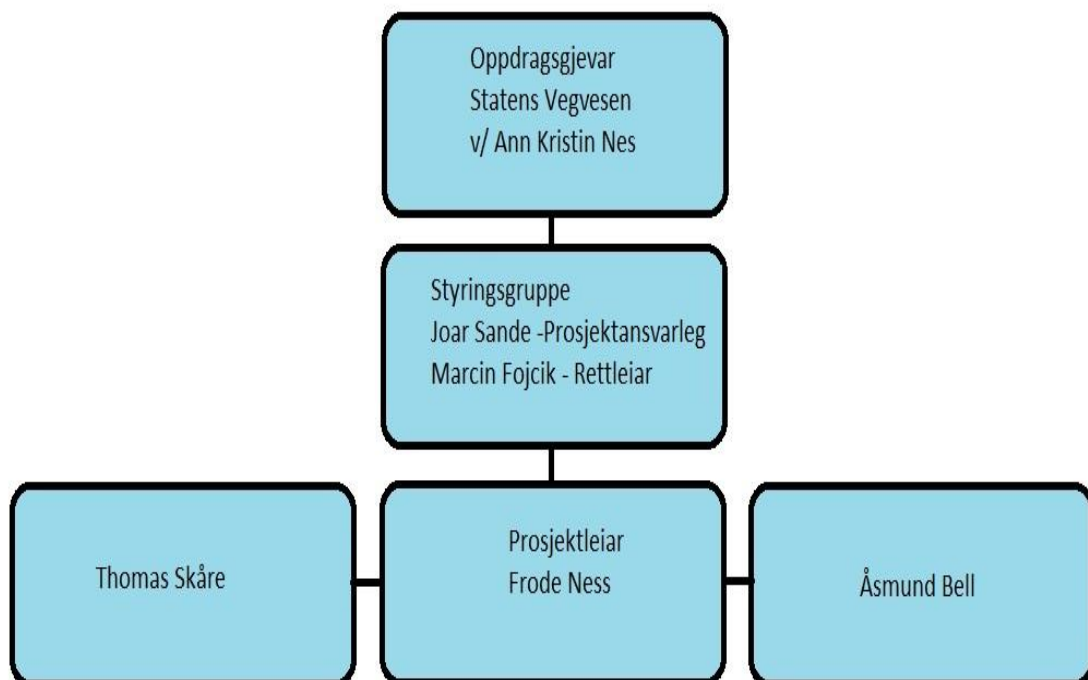 Oppdragsgjevar
Statens Vegvesen
v/ Ann Kristin Nes
Styringsgruppe
Joar Sande -Prosjektansvarleg
Marcin Fojcik - Rettleiar
Thomas Skåre
Prosjektleiar
Frode Ness
Åsmund Bell